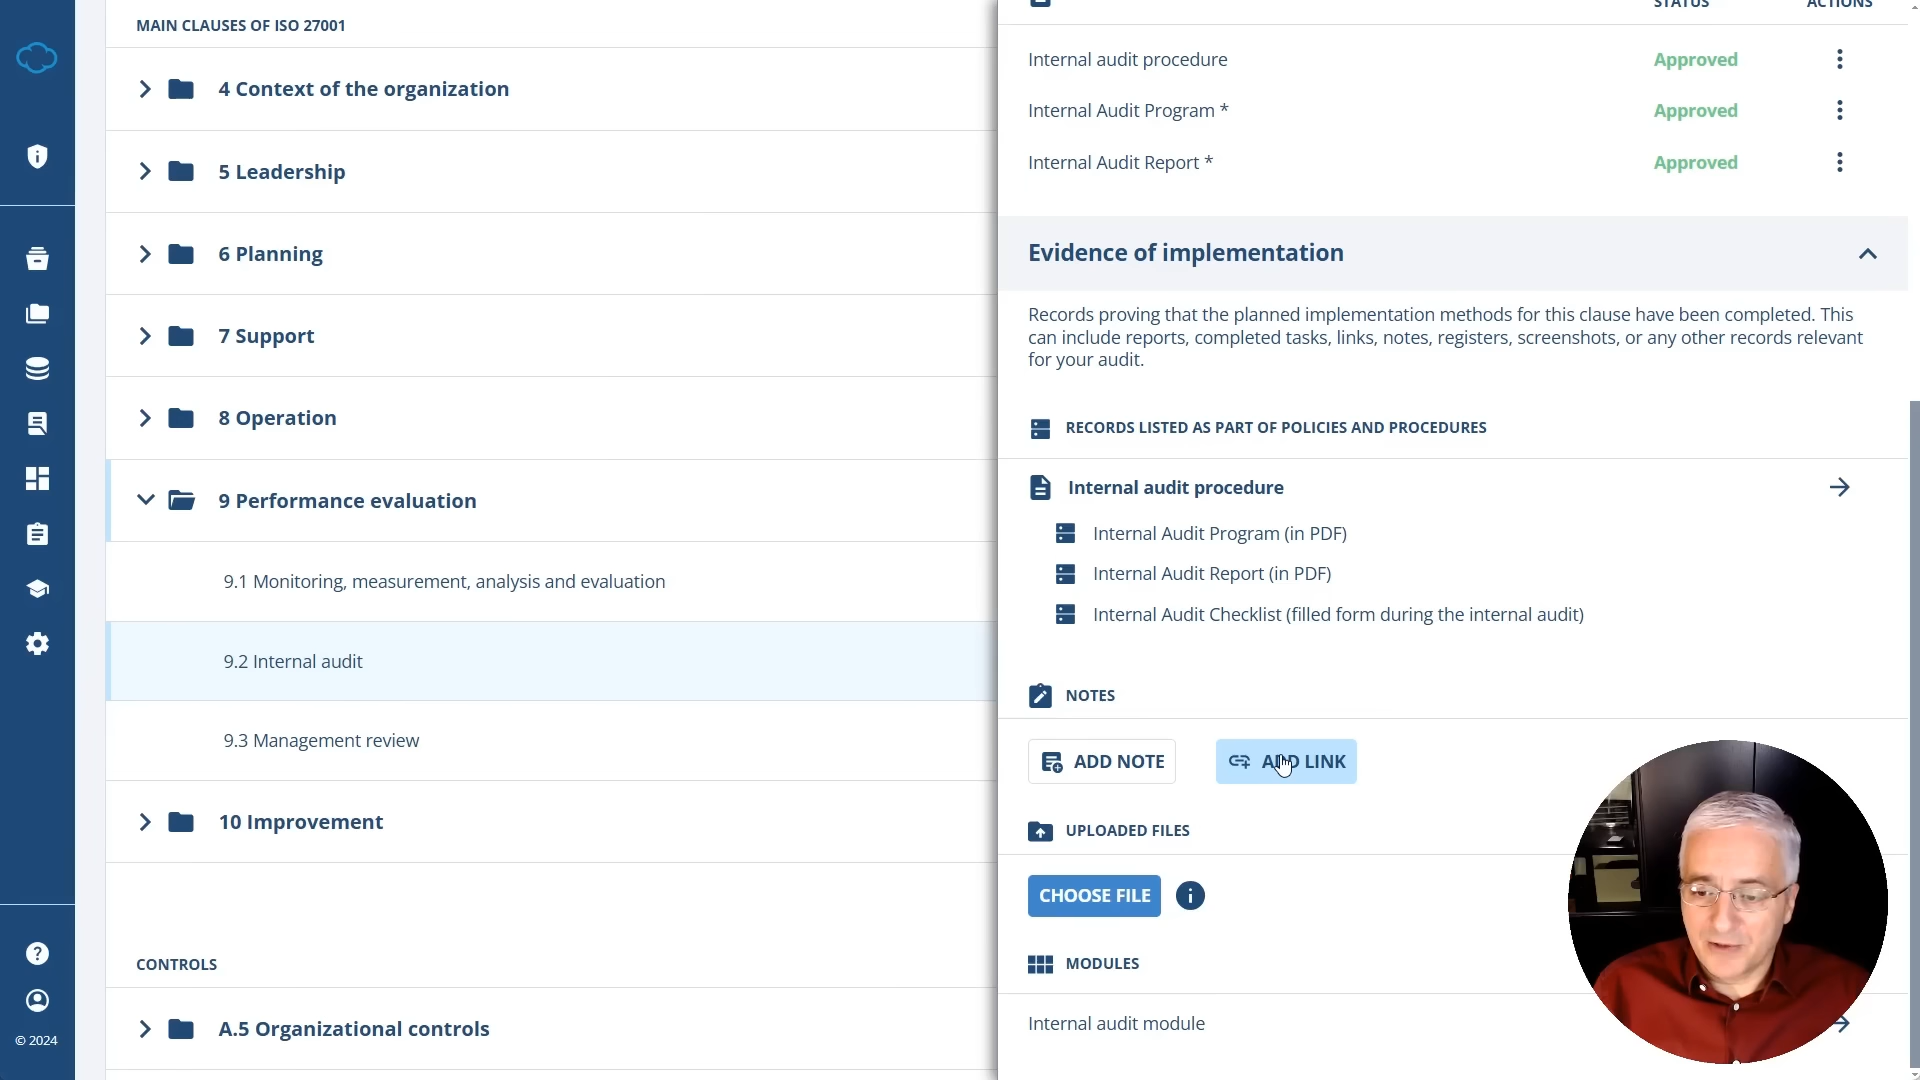 MAIN CLAUSES OF ISO 27001
4 Context of the organization
5 Leadership
6 Planning
7 Support
8 Operation
9 Performance evaluation
9.1 Monitoring, measurement, analysis and evaluation
9.2 Internal audit
9.3 Management review
10 Improvement
CONTROLS
A.5 Organizational controls
© 2024
STATUS
ACTIONS
Internal audit procedure
Approved
Internal Audit Program *
Approved
Internal Audit Report *
Approved
Evidence of implementation
Records proving that the planned implementation methods for this clause have been completed. This
can include reports, completed tasks, links, notes, registers, screenshots, or any other records relevant
for your audit.
RECORDS LISTED AS PART OF POLICIES AND PROCEDURES
Internal audit procedure
Internal Audit Program (in PDF)
Internal Audit Report (in PDF)
Internal Audit Checklist (filled form during the internal audit)
NOTES
ADD NOTE
ADD LINK
UPLOADED FILES
CHOOSE FILE
MODULES
Internal audit module